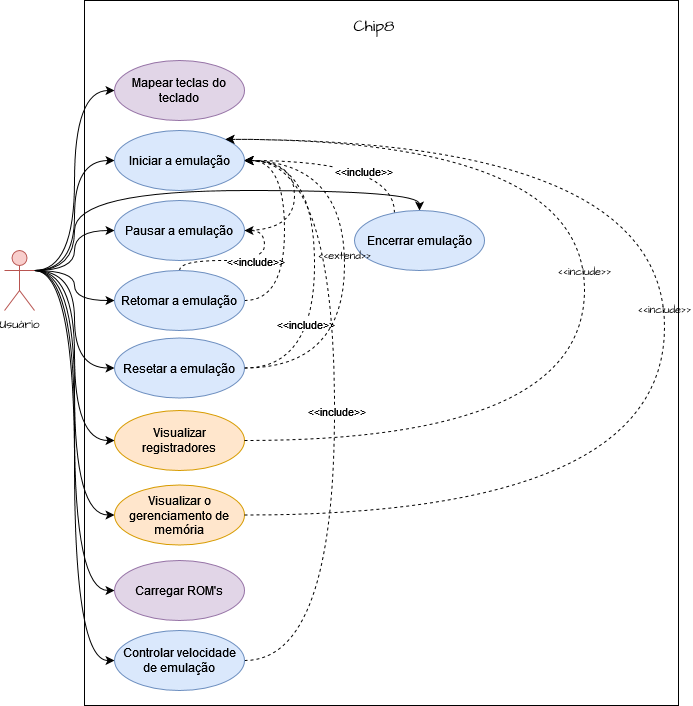 Chip8
Mapear teclas do
teclado
Iniciar a emulação
<<include>>
Pausar a emulação
Encerrar emulação
<<extend>>
<<include>>
<<include>>
Retomar a emulação
<<include>>
Usuário
<<include>>
Resetar a emulação
<<include>>
Visualizar
registradores
Visualizar o
gerenciamento de
memória
Carregar ROM's
Controlar velocidade
de emulação